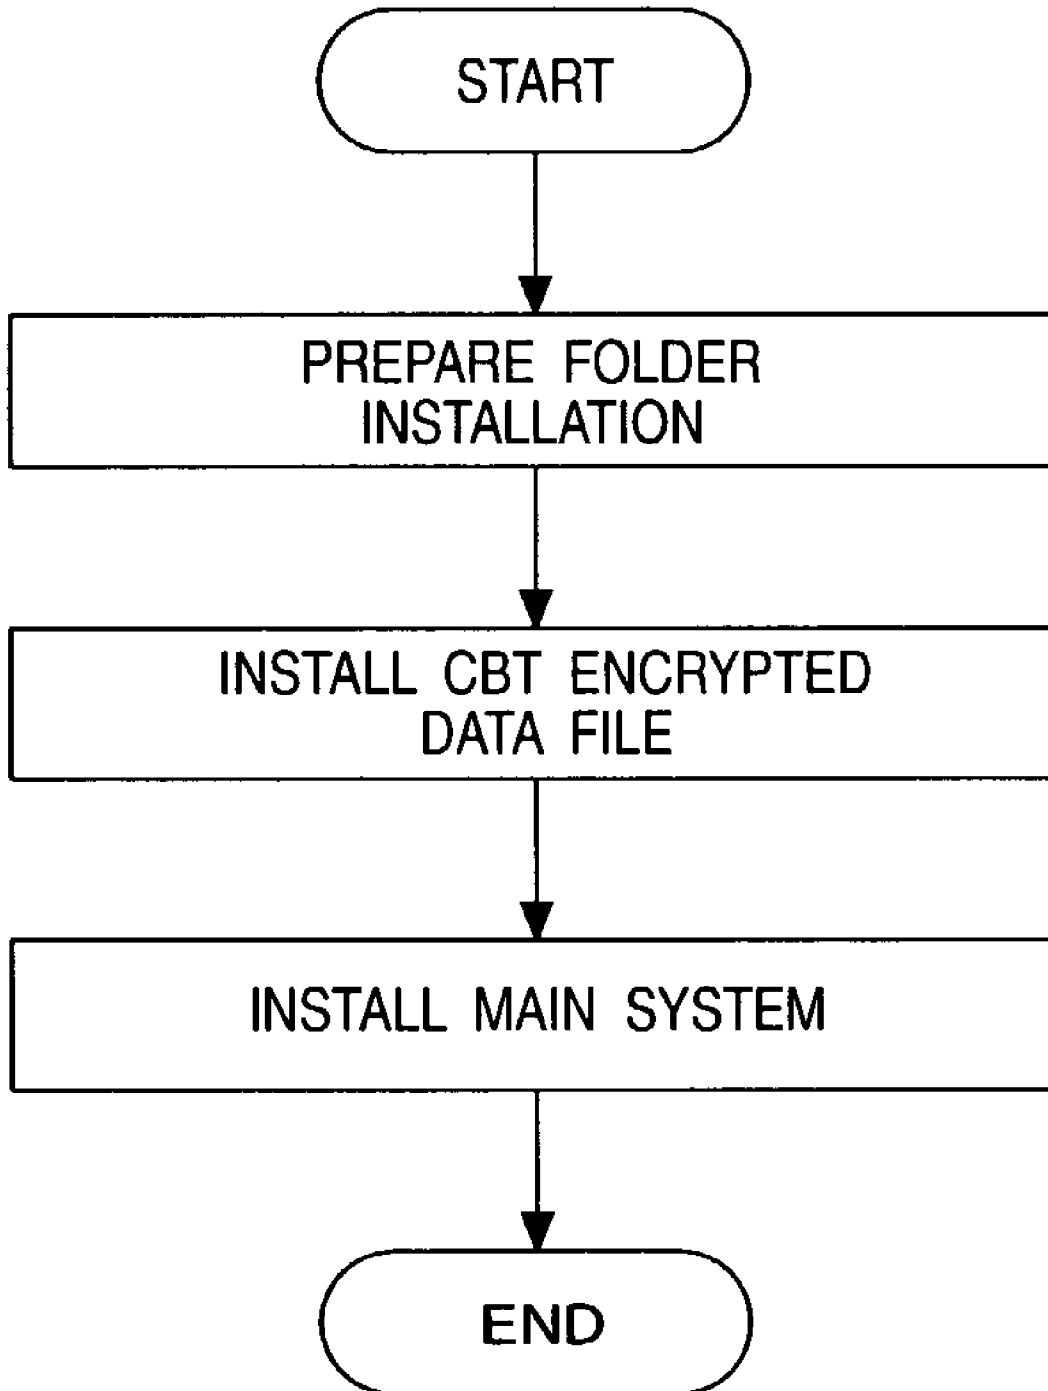 START
PREPARE FOLDER
INSTALLATION
INSTALL CBT ENCRYPTED
DATA FILE
INSTALL MAIN SYSTEM
END